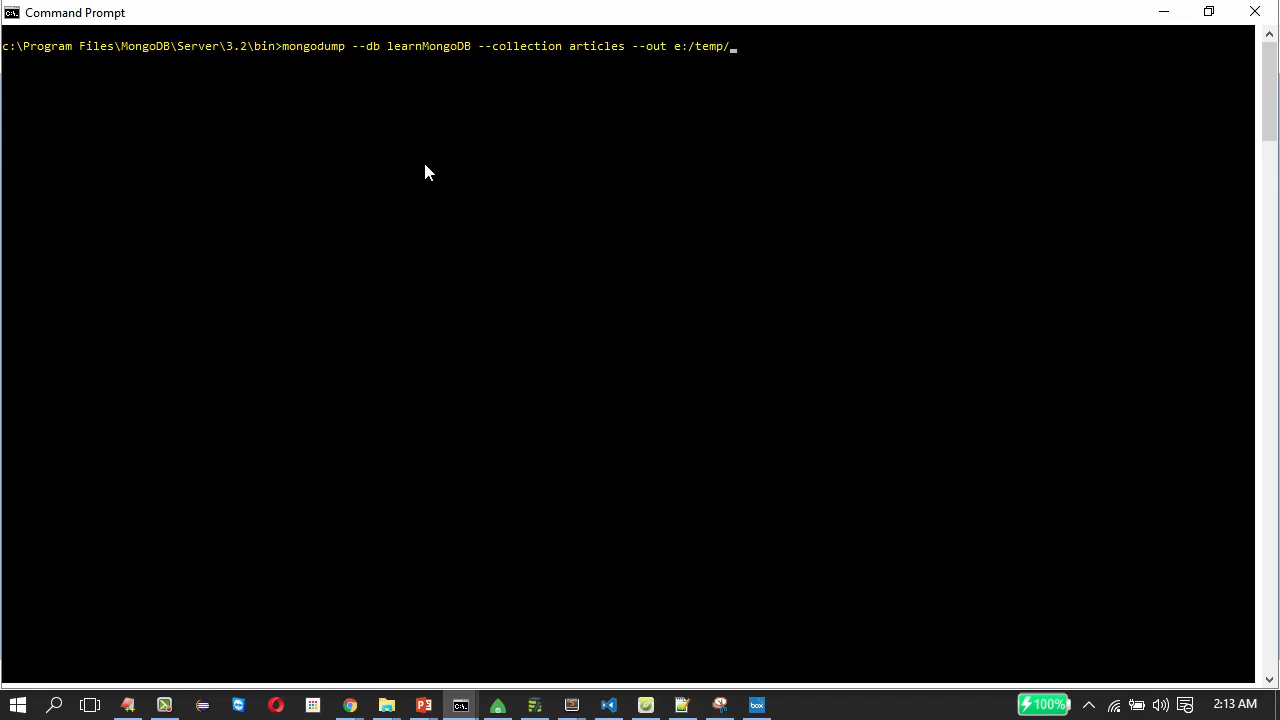 Command Prompt
c:\Program Files\MongoDB\Server\3.2\bin>mongodump --db learnMongoDB --collection articles --out e:/temp/
100%
2:13 AM
box